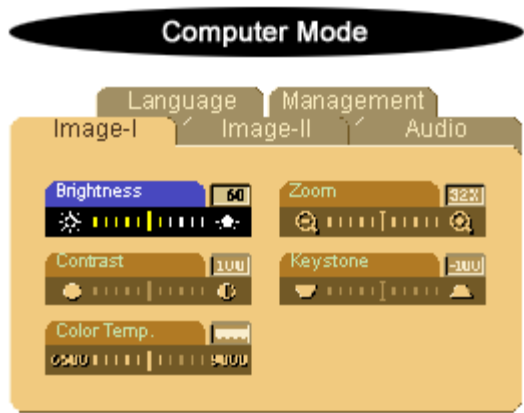 Computer Mode
Language Management
Image-I Image-II Audio
Brightness 60 Zoom 32%
Contrast 100 Keystone -100
Color Temp.
6500 9000